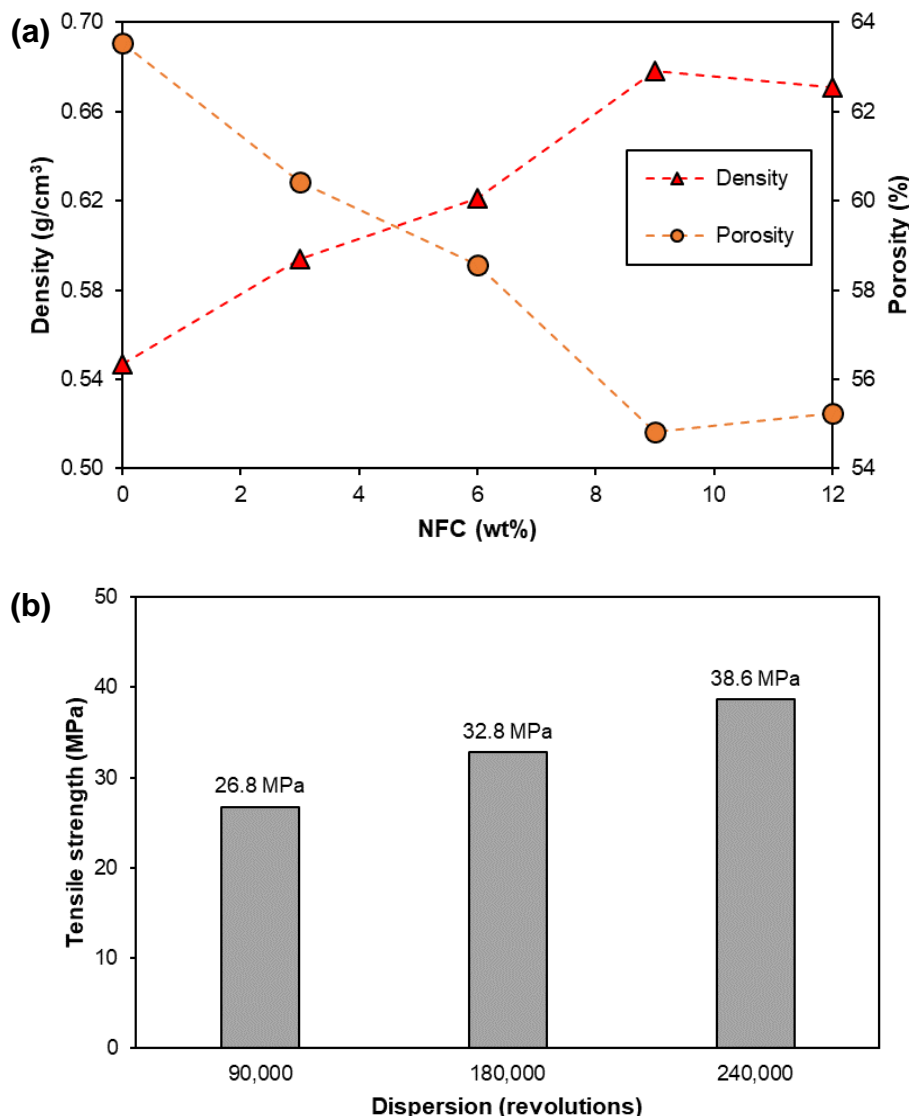 (a)
0.70
0.66
0.62
0.58
0.54
0.50
Density (g/cm³)
64
62
60
58
56
54
Porosity (%)
Density
Porosity
0 2 4 6 8 10 12
NFC (wt%)
(b)
50
40
30
20
10
0
Tensile strength (MPa)
26.8 MPa
32.8 MPa
38.6 MPa
90,000 180,000 240,000
Dispersion (revolutions)